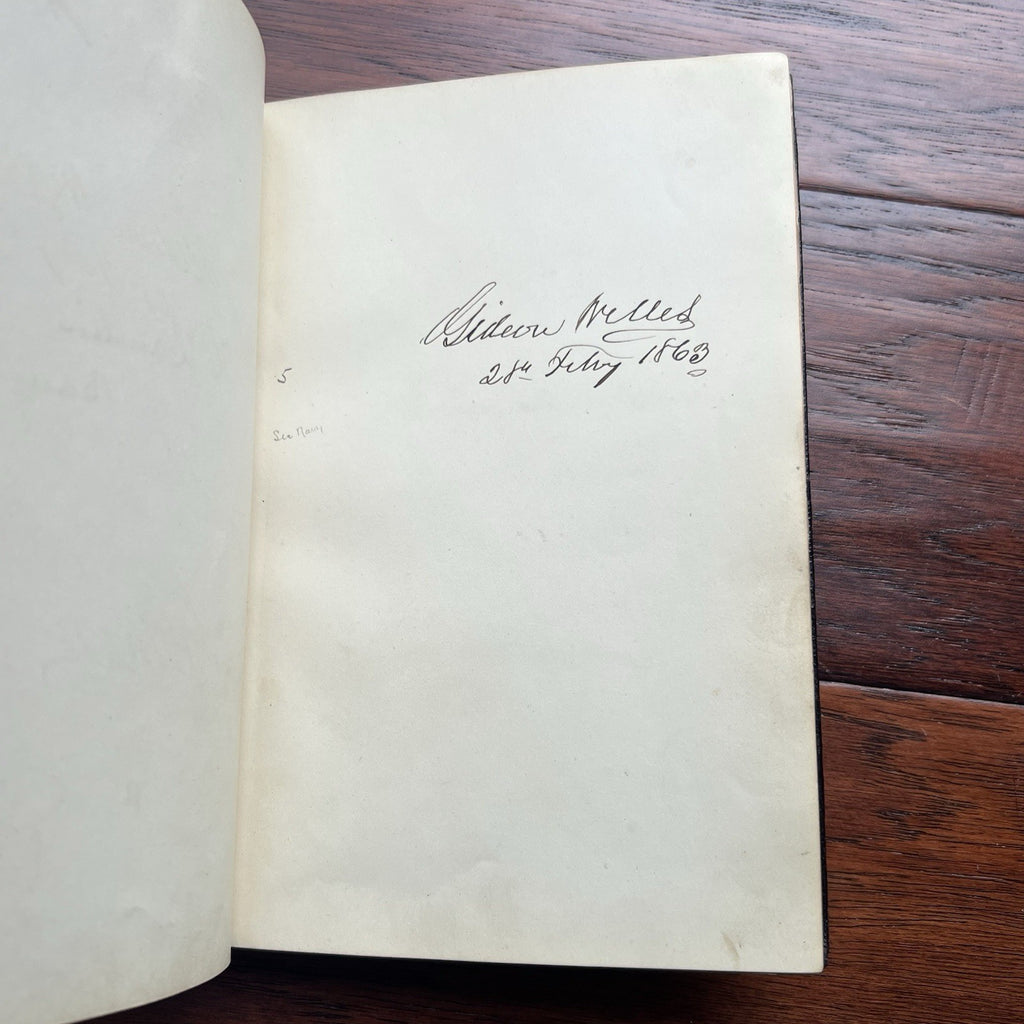 Gideon Welles
28th Feby 1863
5
Sec Navy